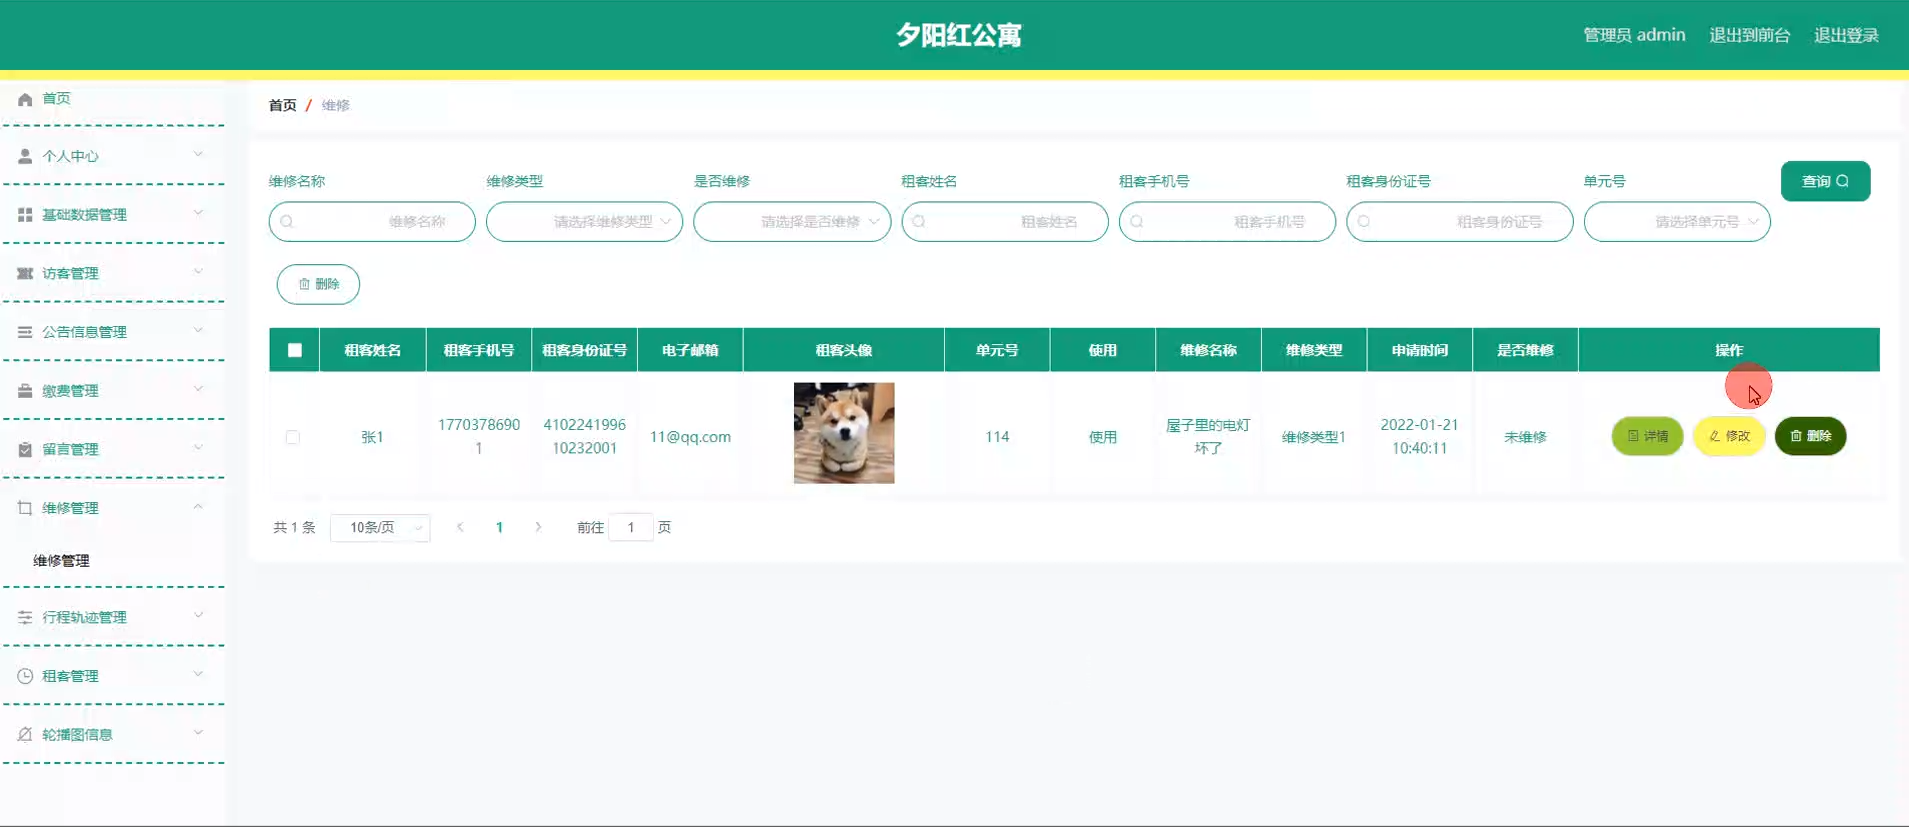 夕阳红公寓
管理员 admin 退出到前台 退出登录
首页
个人中心
基础数据管理
访客管理
公告信息管理
缴费管理
留言管理
维修管理
维修管理
行程轨迹管理
租客管理
轮播图信息
首页 / 维修
维修名称 维修类型 是否维修 租客姓名 租客手机号 租客身份证号 单元号
维修名称 请选择维修类型 请选择是否维修 租客姓名 租客手机号 租客身份证号 请选择单元号
查询
删除
租客姓名 租客手机号 租客身份证号 电子邮箱 租客头像 单元号 使用 维修名称 维修类型 申请时间 是否维修 操作
张1
1770378690
1
4102241996
10232001
11@qq.com
114
使用
屋子里的电灯
坏了
维修类型1
2022-01-21
10:40:11
未维修
详情 修改 删除
共 1 条 10条/页 1 前往 1 页